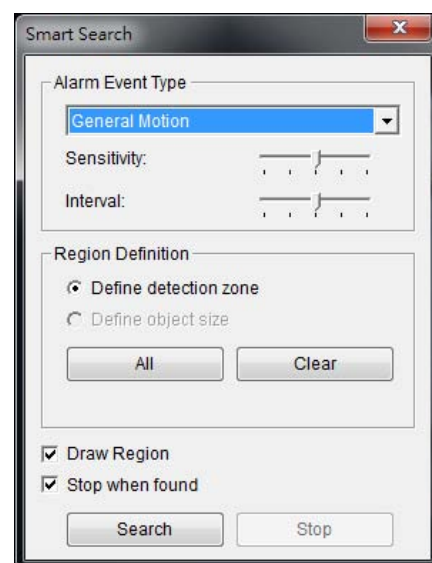 Smart Search
Alarm Event Type
General Motion
Sensitivity:
Interval:
Region Definition
Define detection zone
Define object size
All Clear
Draw Region
Stop when found
Search Stop